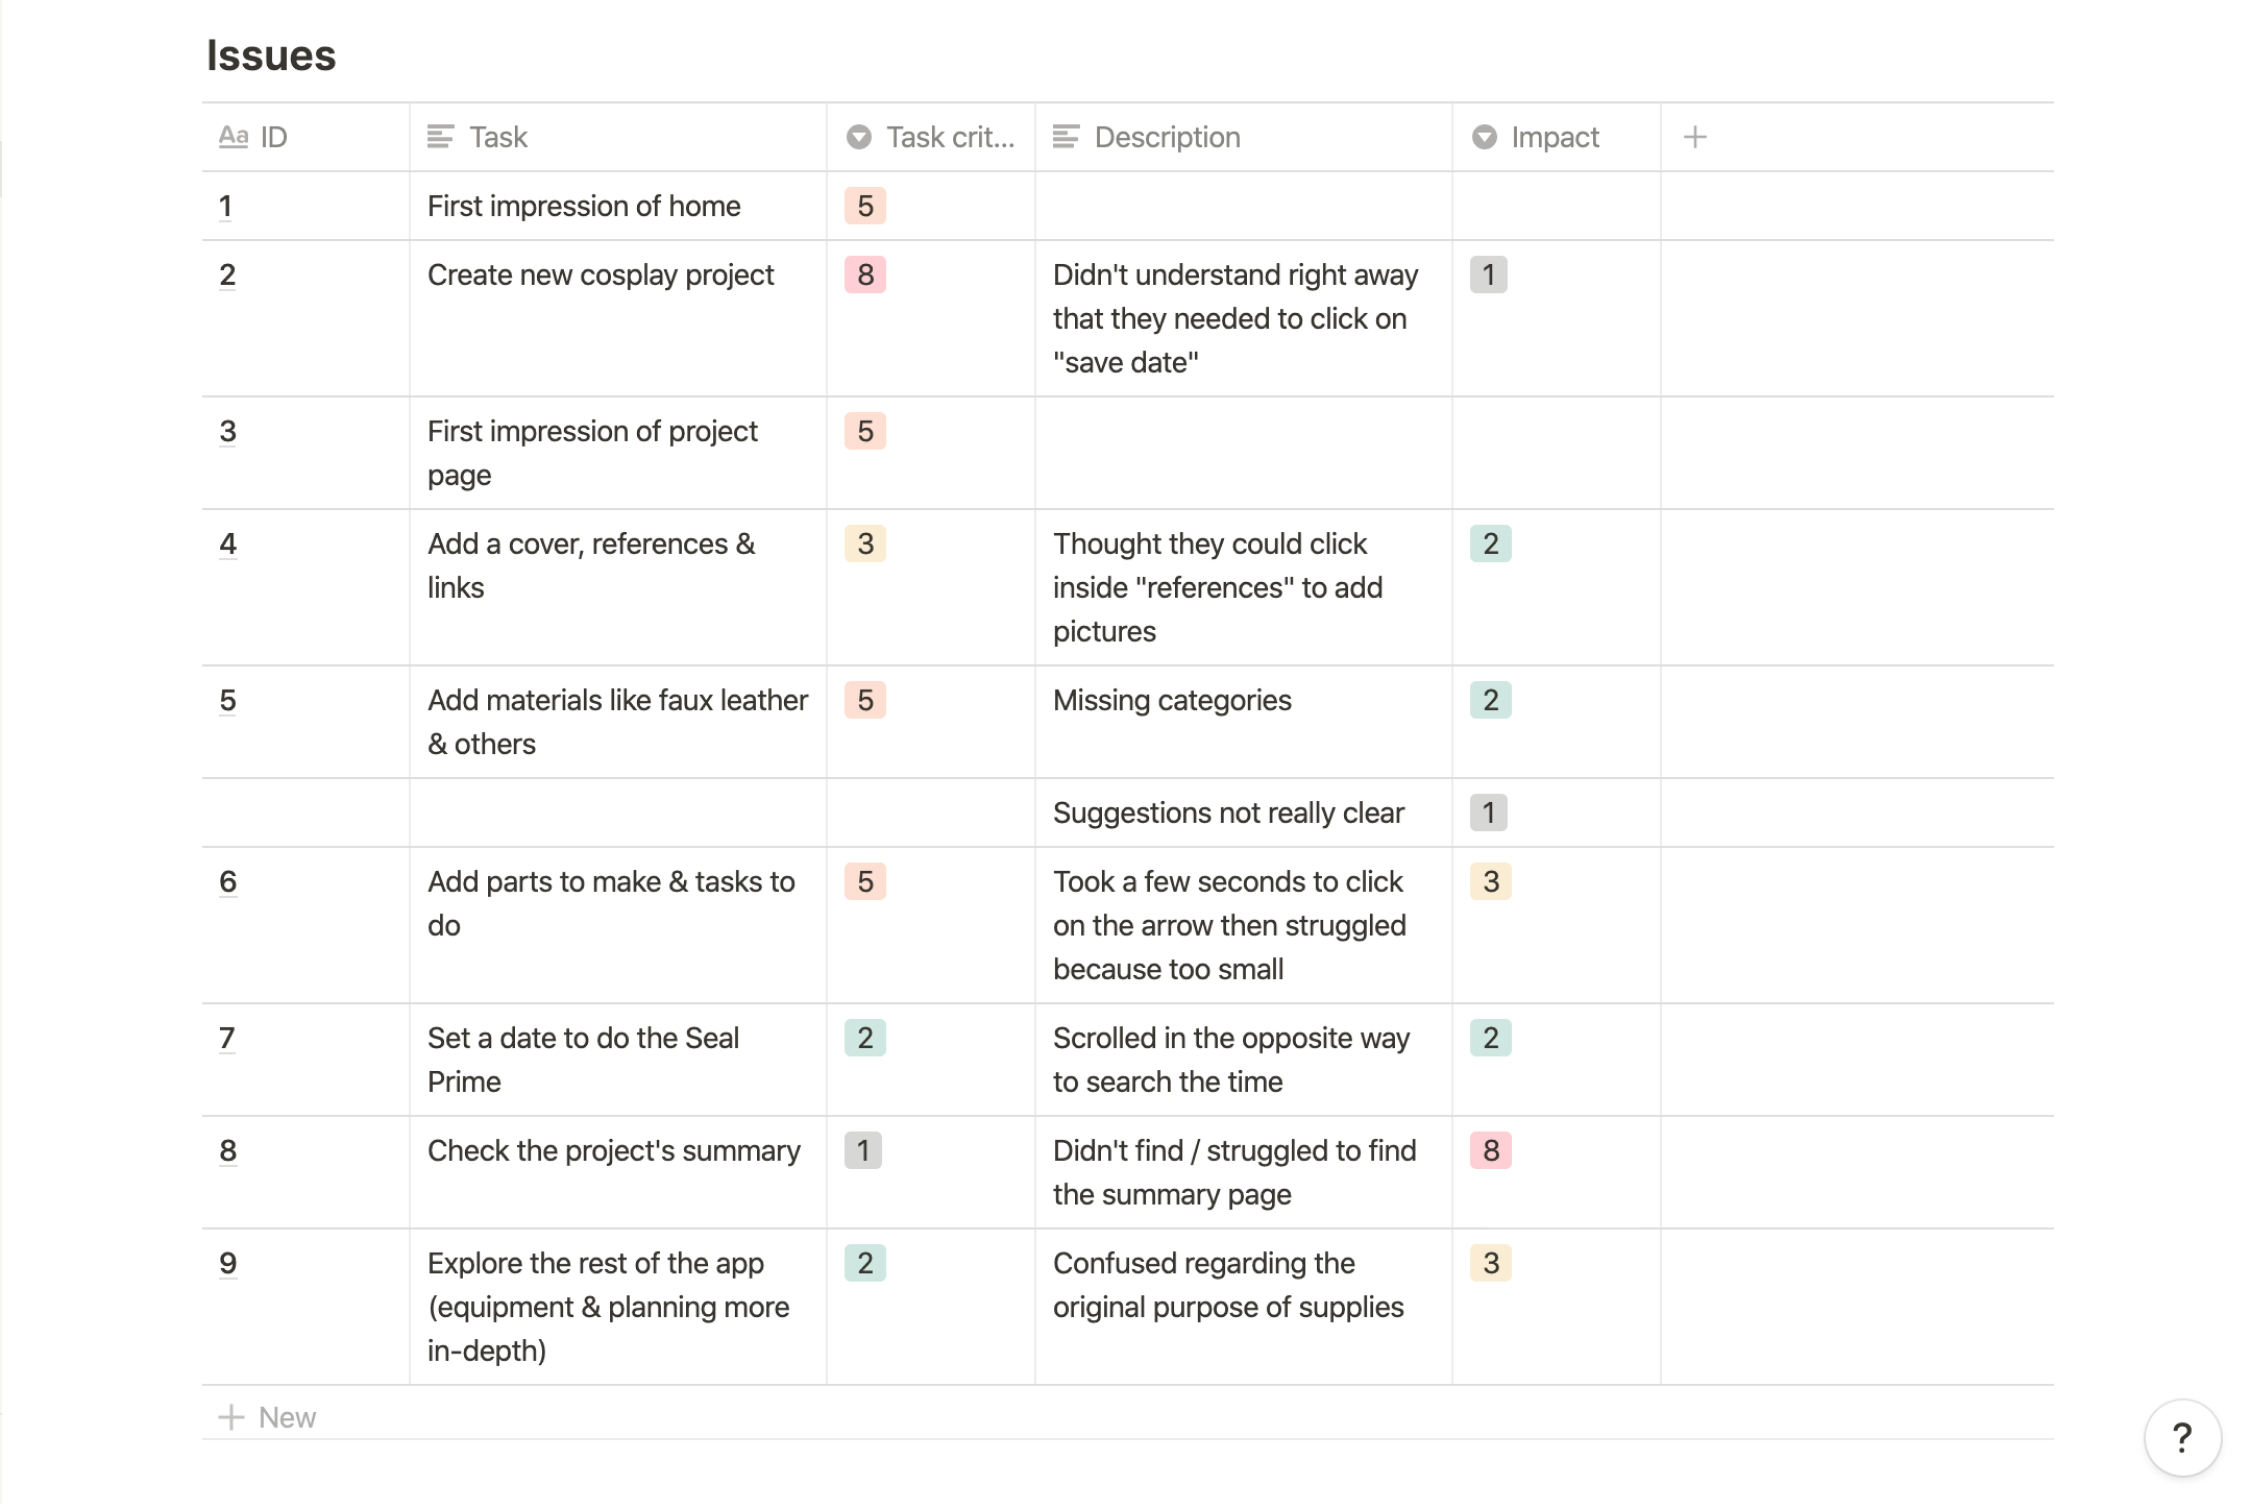 Issues
Aa ID Task Task crit... Description Impact +
1 First impression of home 5
2 Create new cosplay project 8 Didn't understand right away 1
that they needed to click on
"save date"
3 First impression of project 5
page
4 Add a cover, references & 3 Thought they could click 2
links inside "references" to add
pictures
5 Add materials like faux leather 5 Missing categories 2
& others
Suggestions not really clear 1
6 Add parts to make & tasks to 5 Took a few seconds to click 3
do on the arrow then struggled
because too small
7 Set a date to do the Seal 2 Scrolled in the opposite way 2
Prime to search the time
8 Check the project's summary 1 Didn't find / struggled to find 8
the summary page
9 Explore the rest of the app 2 Confused regarding the 3
(equipment & planning more original purpose of supplies
in-depth)
+ New
?